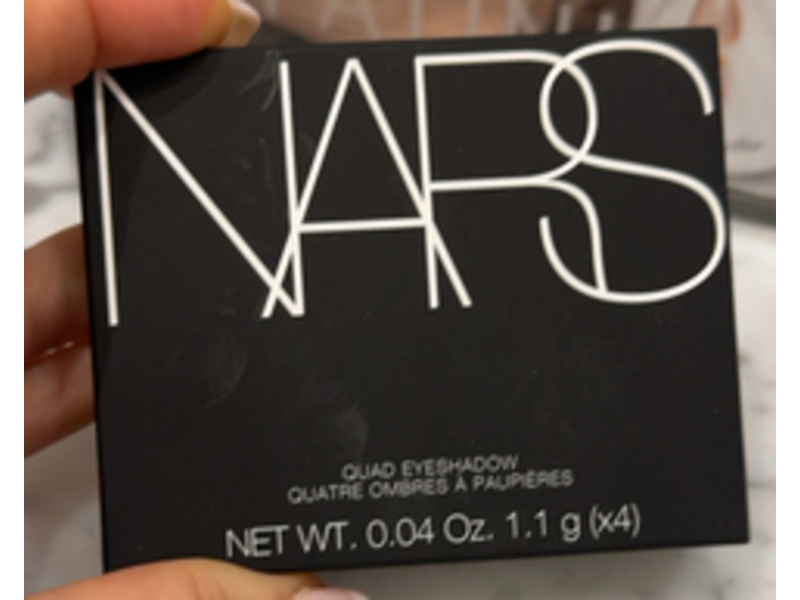 NARS
QUAD EYESHADOW
QUATRE OMBRES À PAUPIÈRES
NET WT. 0.04 Oz. 1.1 g (x4)